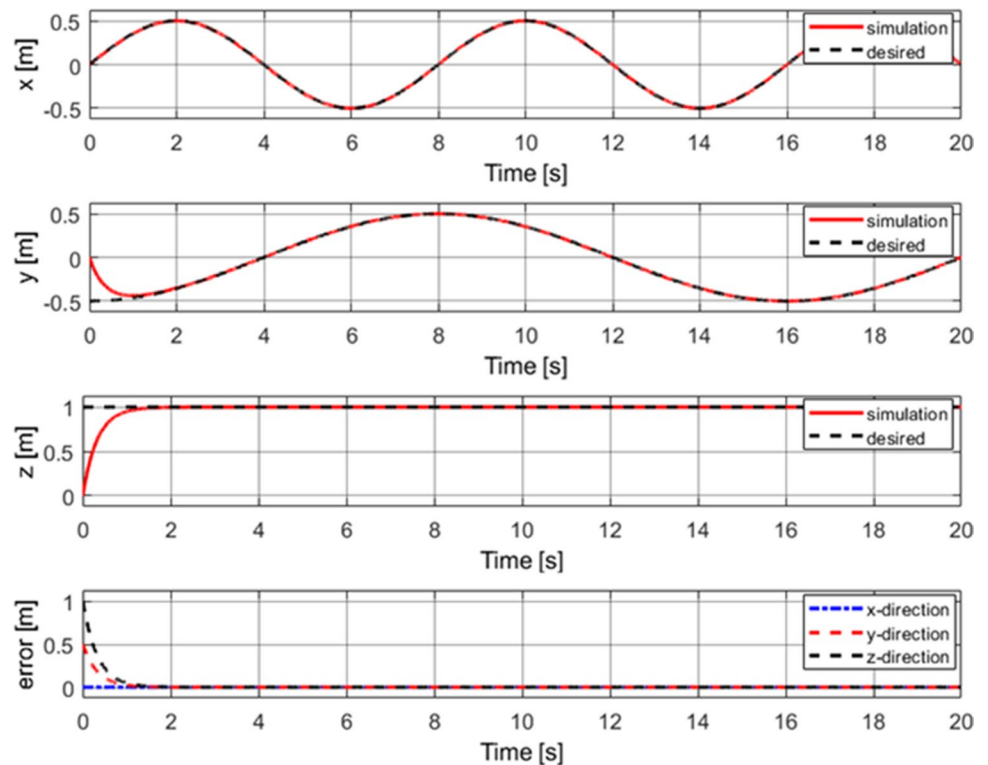 x [m]
0.5
0
-0.5
simulation
desired
0 2 4 6 8 10 12 14 16 18 20
Time [s]
y [m]
0.5
0
-0.5
simulation
desired
0 2 4 6 8 10 12 14 16 18 20
Time [s]
z [m]
1
0.5
0
simulation
desired
0 2 4 6 8 10 12 14 16 18 20
Time [s]
error [m]
1
0.5
0
x-direction
y-direction
z-direction
0 2 4 6 8 10 12 14 16 18 20
Time [s]